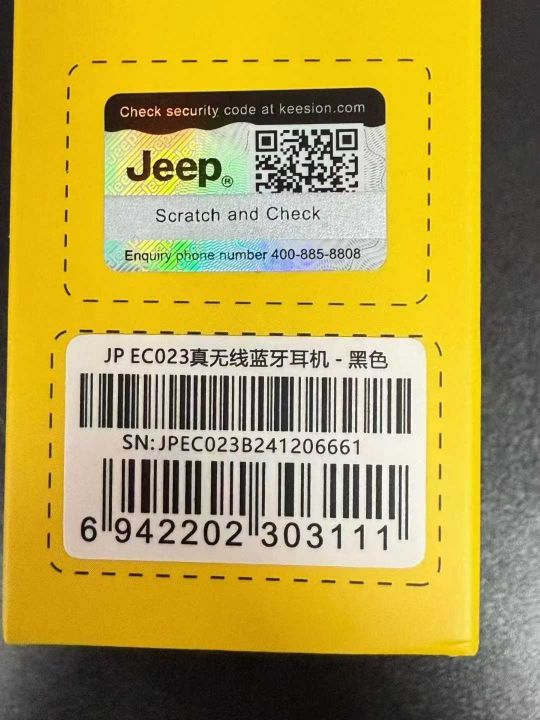 Check security code at keesion.com
Jeep®
Scratch and Check
Enquiry phone number 400-885-8808
JP EC023真无线蓝牙耳机 - 黑色
SN:JPEC023B241206661
6 942202 303111